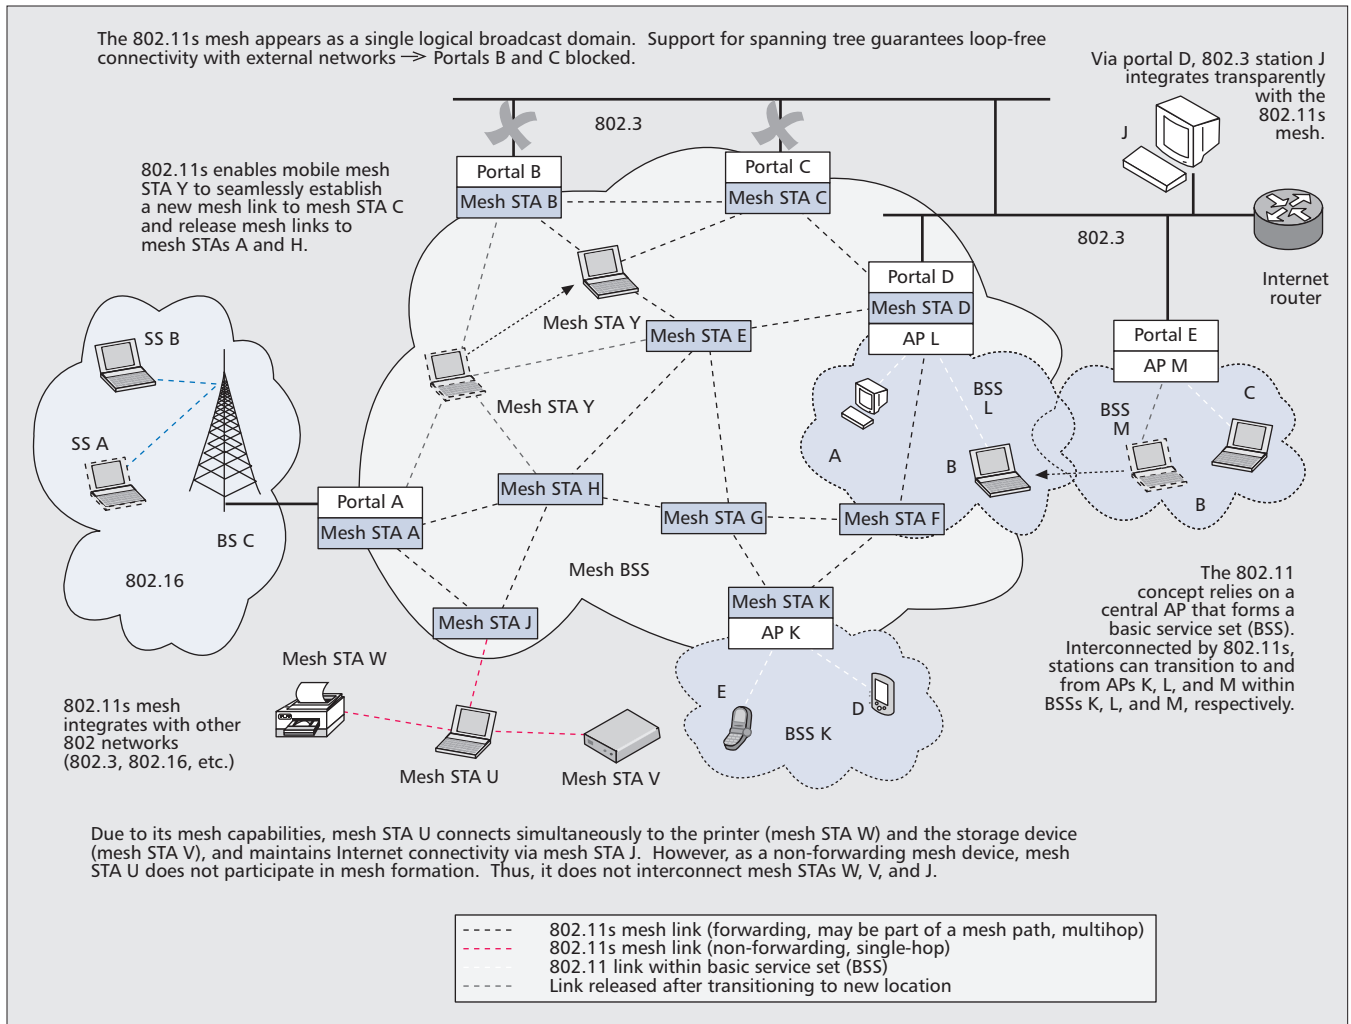 The 802.11s mesh appears as a single logical broadcast domain. Support for spanning tree guarantees loop-free
connectivity with external networks → Portals B and C blocked.
Via portal D, 802.3 station J
integrates transparently
with the
802.11s
mesh.
J
802.3
802.11s enables mobile mesh
STA Y to seamlessly establish
a new mesh link to mesh STA C
and release mesh links to
mesh STAs A and H.
Portal B
Mesh STA B
Portal C
Mesh STA C
802.3
Internet
router
Portal D
Mesh STA D
AP L
Mesh STA Y
Mesh STA E
Portal E
AP M
SS B
Mesh STA Y
BSS
L
BSS
M
C
SS A
A
B
B
Mesh STA H
Portal A
Mesh STA A
Mesh STA G
Mesh STA F
BS C
802.16
Mesh BSS
Mesh STA J
Mesh STA K
AP K
The 802.11
concept relies on a
central AP that forms a
basic service set (BSS).
Interconnected by 802.11s,
stations can transition to and
from APs K, L, and M within
BSSs K, L, and M, respectively.
Mesh STA W
E
D
BSS K
802.11s mesh
integrates with other
802 networks
(802.3, 802.16, etc.)
Mesh STA U
Mesh STA V
Due to its mesh capabilities, mesh STA U connects simultaneously to the printer (mesh STA W) and the storage device
(mesh STA V), and maintains Internet connectivity via mesh STA J. However, as a non-forwarding mesh device, mesh
STA U does not participate in mesh formation. Thus, it does not interconnect mesh STAs W, V, and J.
802.11s mesh link (forwarding, may be part of a mesh path, multihop)
802.11s mesh link (non-forwarding, single-hop)
802.11 link within basic service set (BSS)
Link released after transitioning to new location